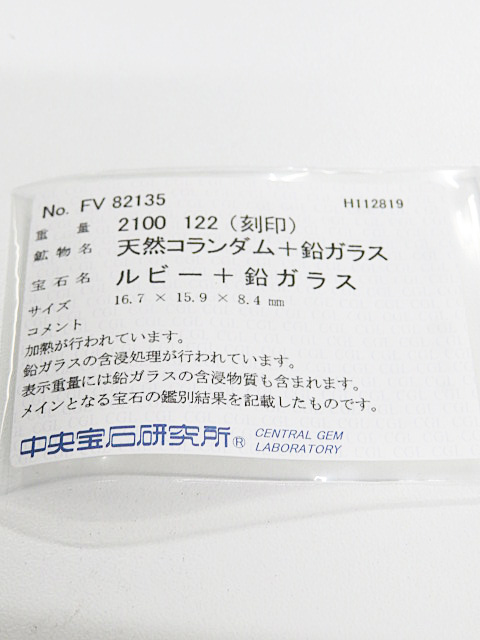 No. FV 82135 H112819
重量 2100 122(刻印)
鉱物名 天然コランダム+鉛ガラス
宝石名 ルビー+鉛ガラス
サイズ 16.7 × 15.9 × 8.4 mm
コメント
加熱が行われています。
鉛ガラスの含浸処理が行われています。
表示重量には鉛ガラスの含浸物質も含まれます。
メインとなる宝石の鑑別結果を記載したものです。
中央宝石研究所® CENTRAL GEM
LABORATORY